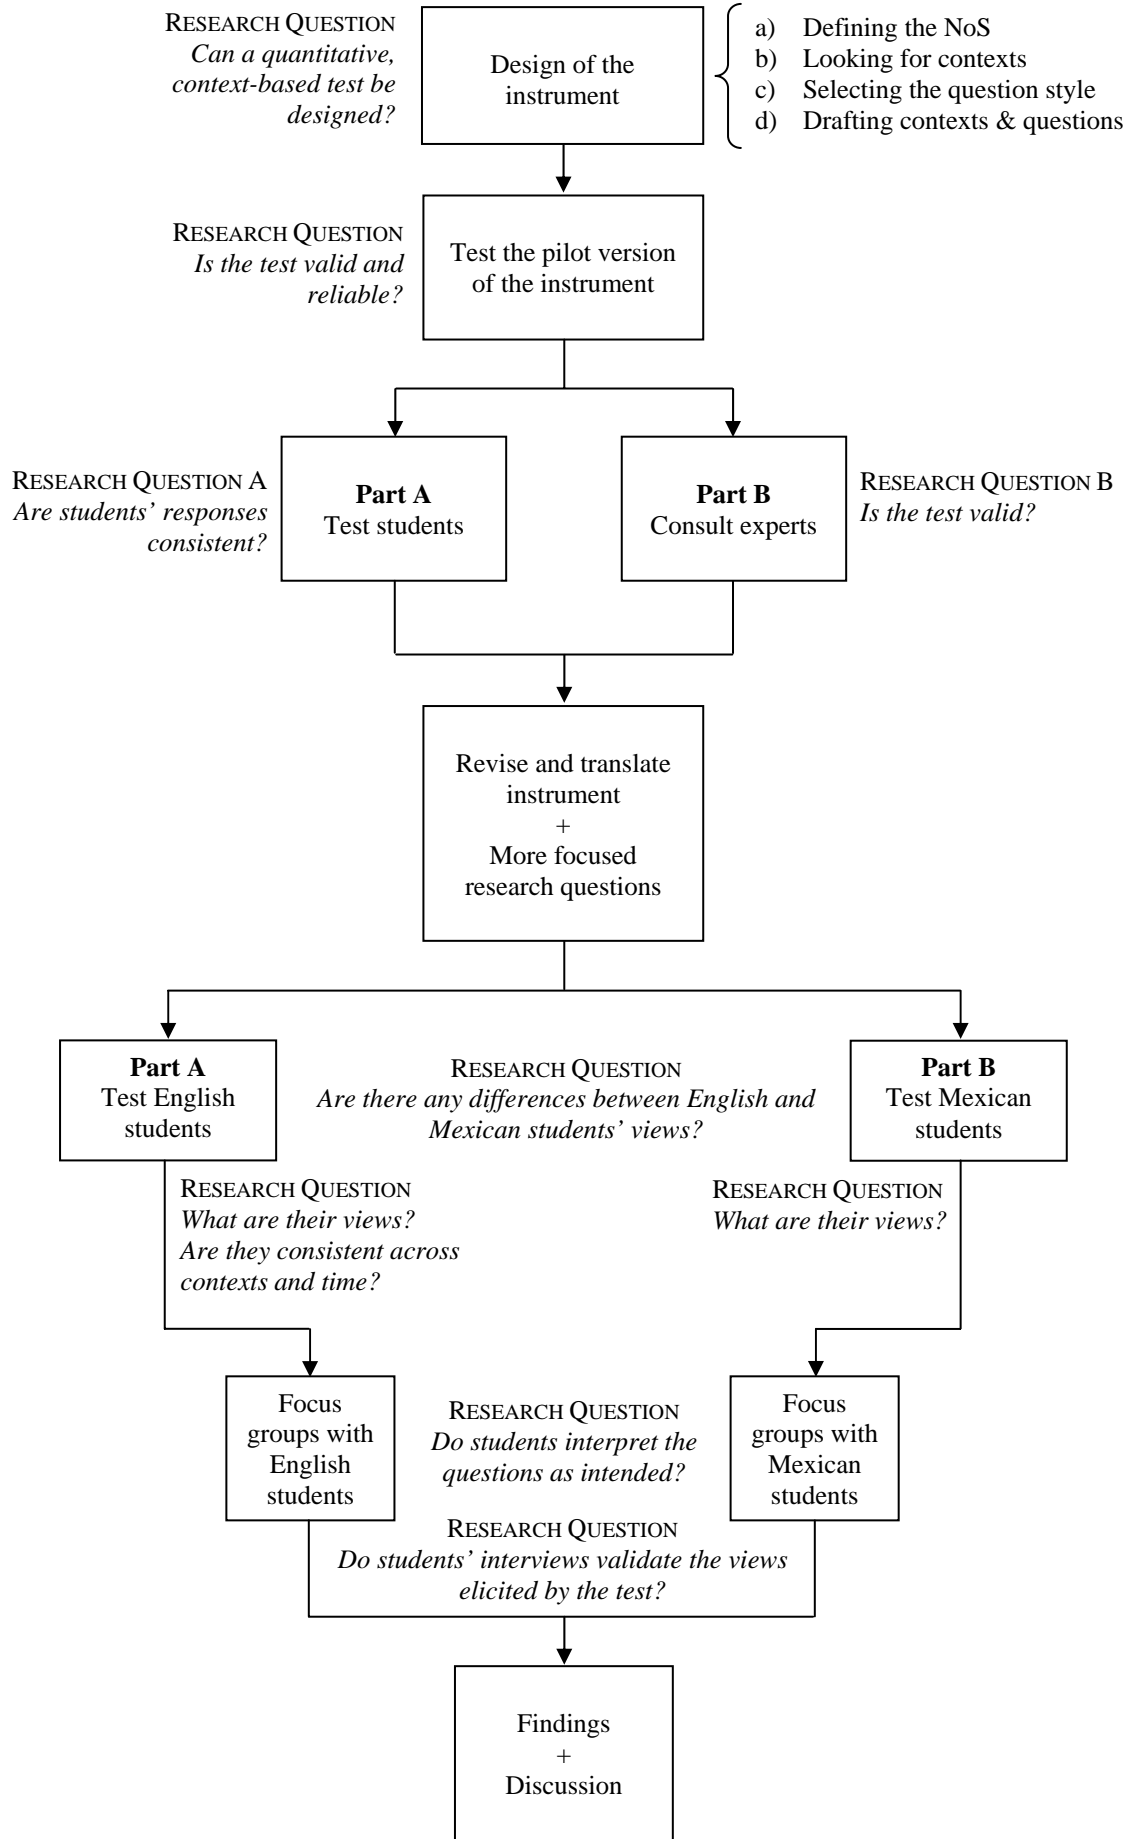 RESEARCH QUESTION
Can a quantitative,
context-based test be
designed?
Design of the
instrument
a) Defining the NoS
b) Looking for contexts
c) Selecting the question style
d) Drafting contexts & questions
RESEARCH QUESTION
Is the test valid and
reliable?
Test the pilot version
of the instrument
RESEARCH QUESTION A
Are students’ responses
consistent?
Part A
Test students
Part B
Consult experts
RESEARCH QUESTION B
Is the test valid?
Revise and translate
instrument
+
More focused
research questions
Part A
Test English
students
RESEARCH QUESTION
Are there any differences between English and
Mexican students’ views?
Part B
Test Mexican
students
RESEARCH QUESTION
What are their views?
Are they consistent across
contexts and time?
RESEARCH QUESTION
What are their views?
Focus
groups with
English
students
RESEARCH QUESTION
Do students interpret the
questions as intended?
Focus
groups with
Mexican
students
RESEARCH QUESTION
Do students’ interviews validate the views
elicited by the test?
Findings
+
Discussion